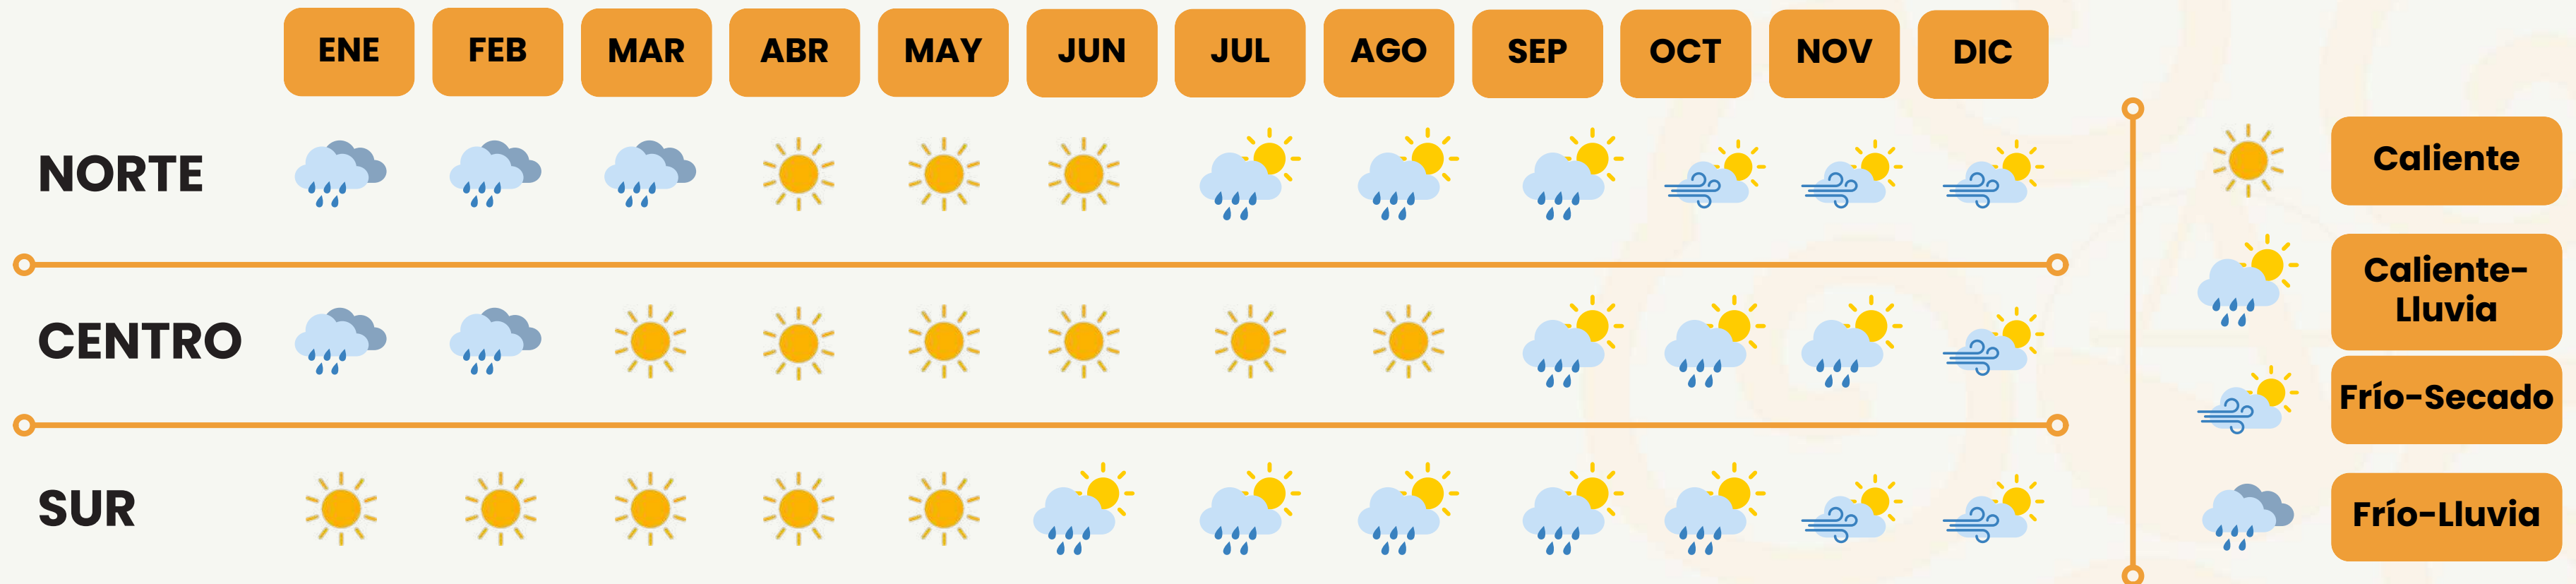 ENE FEB MAR ABR MAY JUN JUL AGO SEP OCT NOV DIC
NORTE
CENTRO
SUR
Caliente
Caliente-
Lluvia
Frío-Secado
Frío-Lluvia